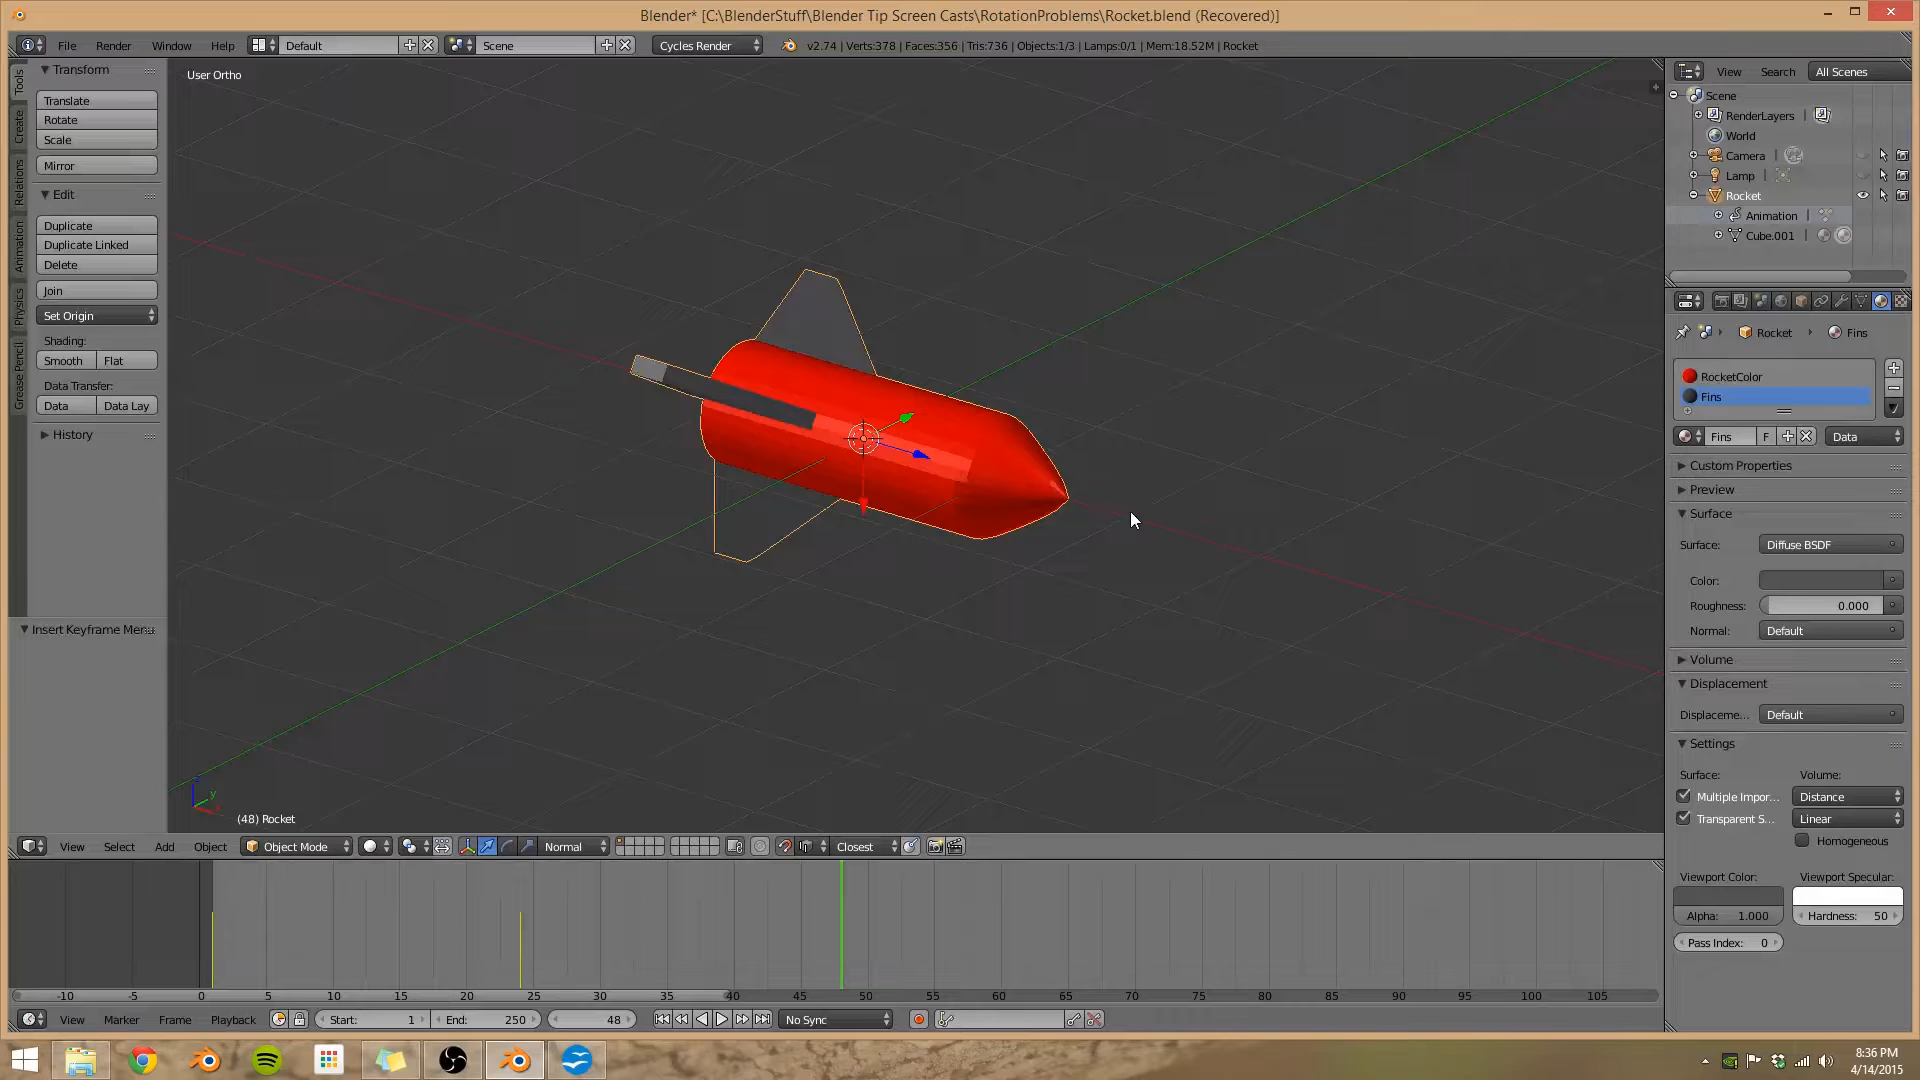 Blender* [C:\BlenderStuff\Blender Tip Screen Casts\RotationProblems\Rocket.blend (Recovered)]
File Render Window Help Default Scene Cycles Render v2.74 | Verts:378 | Faces:356 | Tris:736 | Objects:1/3 | Lamps:0/1 | Mem:18.52M | Rocket
Tools
Create
Relations
Animation
Physics
Grease Pencil
Transform
Translate
Rotate
Scale
Mirror
Edit
Duplicate
Duplicate Linked
Delete
Join
Set Origin
Shading:
Smooth Flat
Data Transfer:
Data Data Lay
History
Insert Keyframe Menu
User Ortho
z
y
x
(48) Rocket
View Select Add Object Object Mode Normal Closest
-10 -5 0 5 10 15 20 25 30 35 40 45 50 55 60 65 70 75 80 85 90 95 100 105
View Marker Frame Playback Start: 1 End: 250 48 No Sync
View Search All Scenes
Scene
RenderLayers |
World
Camera |
Lamp |
Rocket
Animation |
Cube.001 |
Rocket Fins
RocketColor
Fins
Fins F Data
Custom Properties
Preview
Surface
Surface: Diffuse BSDF
Color:
Roughness: 0.000
Normal: Default
Volume
Displacement
Displaceme... Default
Settings
Surface: Volume:
Multiple Impor... Distance
Transparent S... Linear
Homogeneous
Viewport Color: Viewport Specular:
Alpha: 1.000 Hardness: 50
Pass Index: 0
8:36 PM
4/14/2015